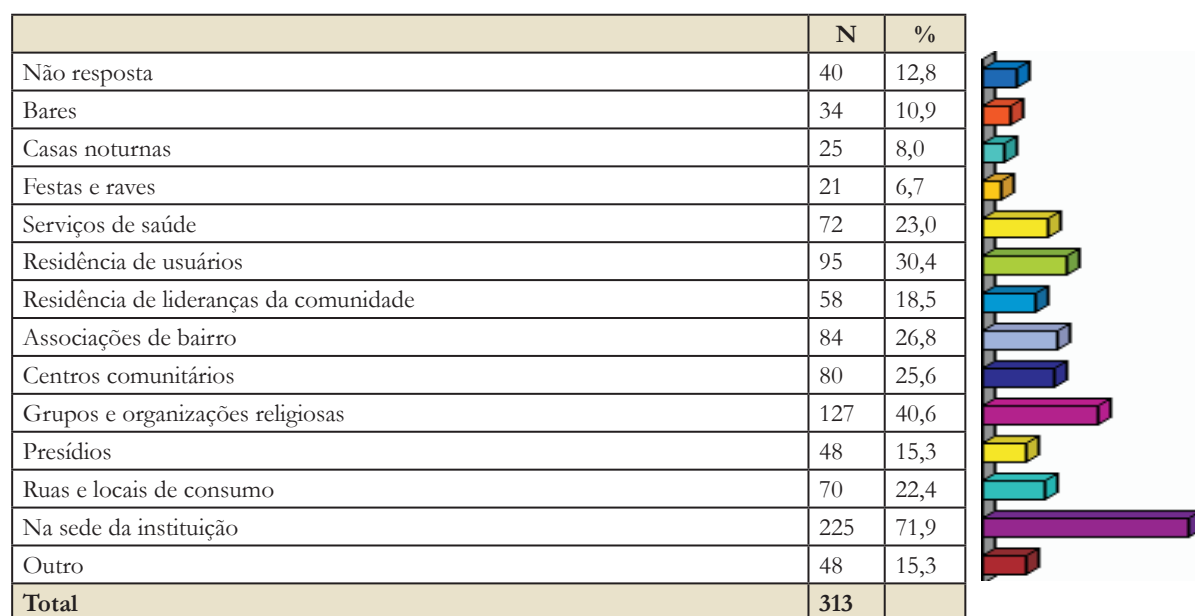 N %
Não resposta 40 12,8
Bares 34 10,9
Casas noturnas 25 8,0
Festas e raves 21 6,7
Serviços de saúde 72 23,0
Residência de usuários 95 30,4
Residência de lideranças da comunidade 58 18,5
Associações de bairro 84 26,8
Centros comunitários 80 25,6
Grupos e organizações religiosas 127 40,6
Presídios 48 15,3
Ruas e locais de consumo 70 22,4
Na sede da instituição 225 71,9
Outro 48 15,3
Total 313